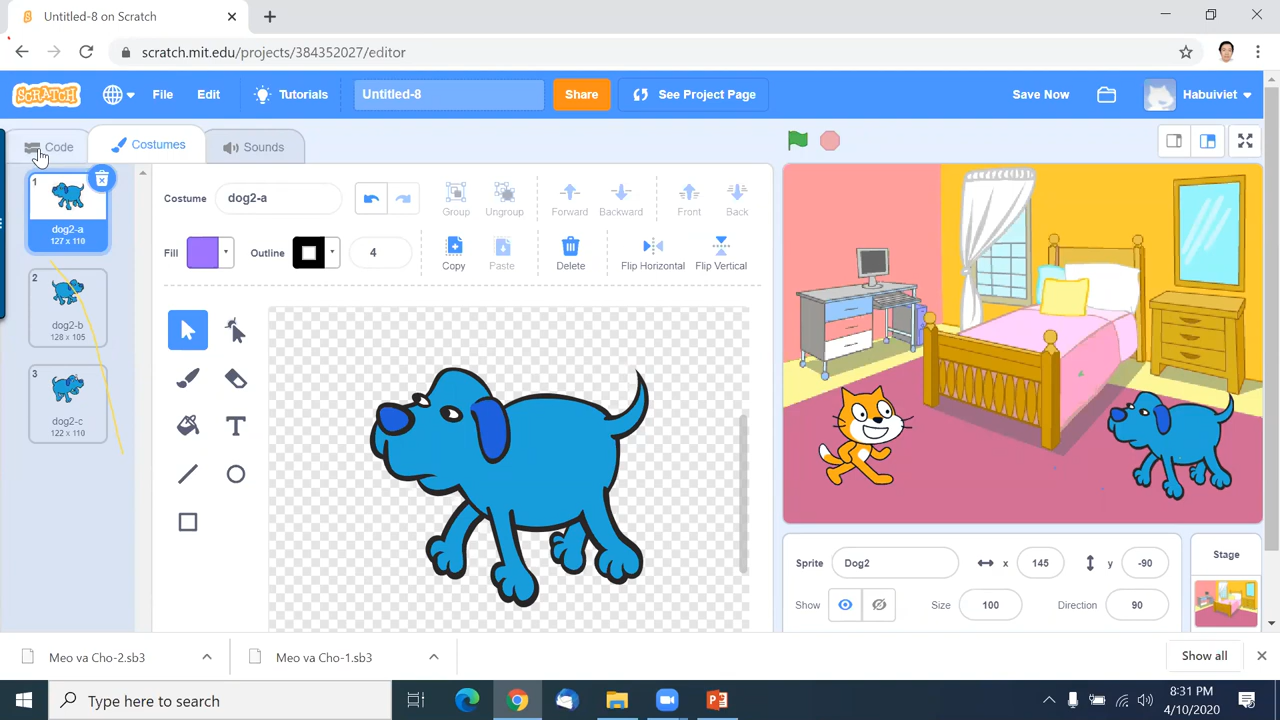 Untitled-8 on Scratch
scratch.mit.edu/projects/384352027/editor
SCRATCH File Edit Tutorials Untitled-8 Share See Project Page Save Now Habuiviet
Code Costumes Sounds
1
dog2-a
127 x 110
2
dog2-b
128 x 105
3
dog2-c
122 x 110
Costume dog2-a Group Ungroup Forward Backward Front Back
Fill Outline 4 Copy Paste Delete Flip Horizontal Flip Vertical
T
Sprite Dog2 x 145 y -90
Show Size 100 Direction 90
Stage
Meo va Cho-2.sb3 Meo va Cho-1.sb3 Show all
Type here to search
8:31 PM
4/10/2020